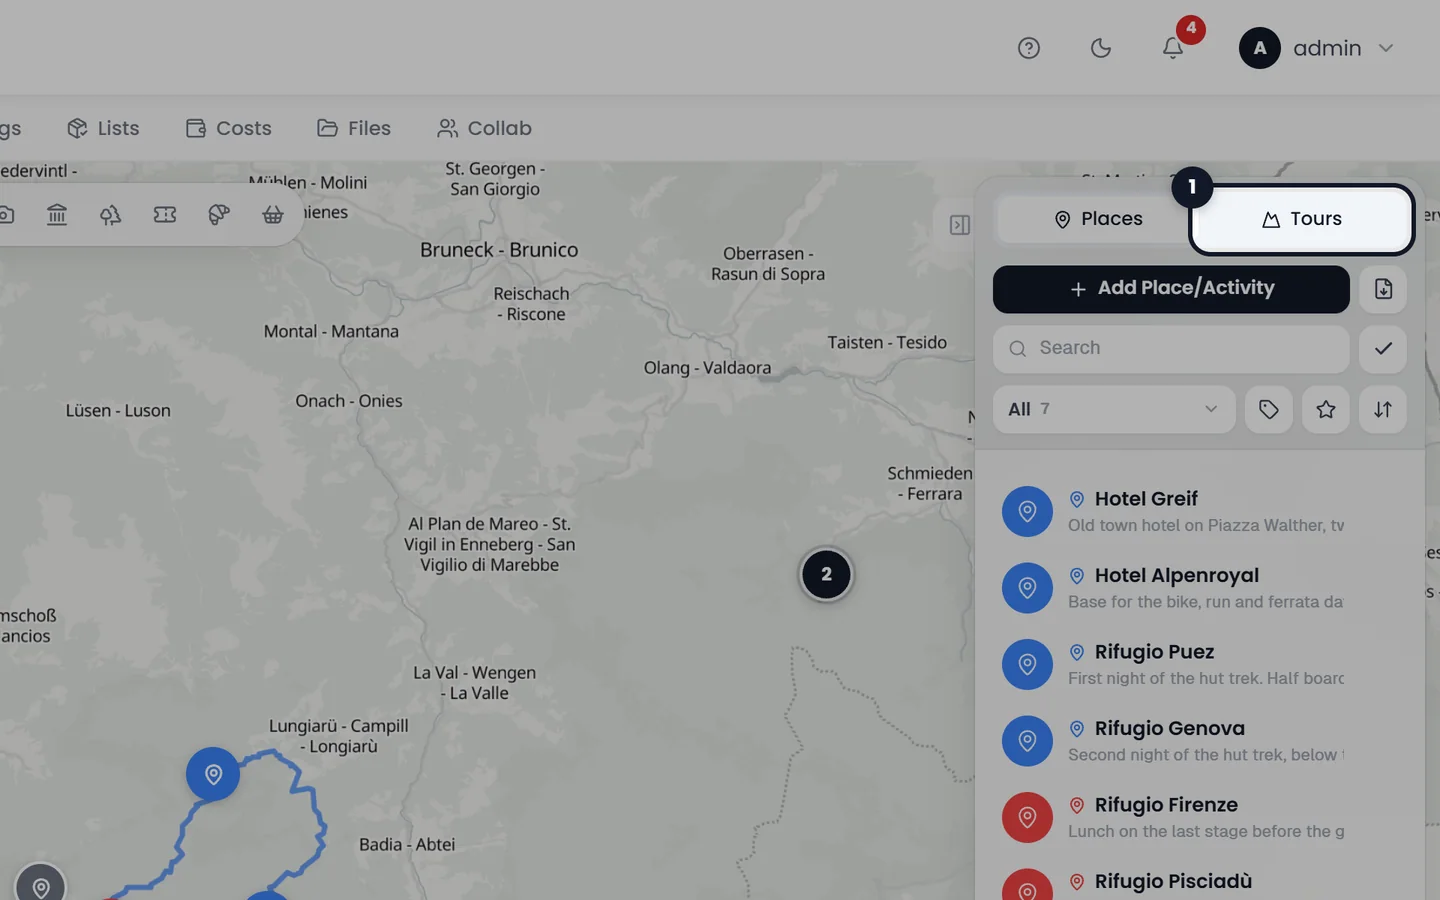 4
A
admin
gs
Lists
Costs
Files
Collab
edervintl -
Mühlen - Molini
St. Georgen -
San Giorgio
hienes
Bruneck - Brunico
Oberrasen -
Rasun di Sopra
Reischach
- Riscone
Montal - Mantana
Taisten - Tesido
Olang - Valdaora
Onach - Onies
Lüsen - Luson
Schmieden
- Ferrara
Al Plan de Mareo - St.
Vigil in Enneberg - San
Vigilio di Marebbe
2
mschoß
ancios
La Val - Wengen
- La Valle
Lungiarü - Campill
- Longiarù
Badia - Abtei
1
Places
Tours
Add Place/Activity
Search
All 7
Hotel Greif
Old town hotel on Piazza Walther, tw
Hotel Alpenroyal
Base for the bike, run and ferrata da
Rifugio Puez
First night of the hut trek. Half board
Rifugio Genova
Second night of the hut trek, below
Rifugio Firenze
Lunch on the last stage before the g
Rifugio Pisciadù